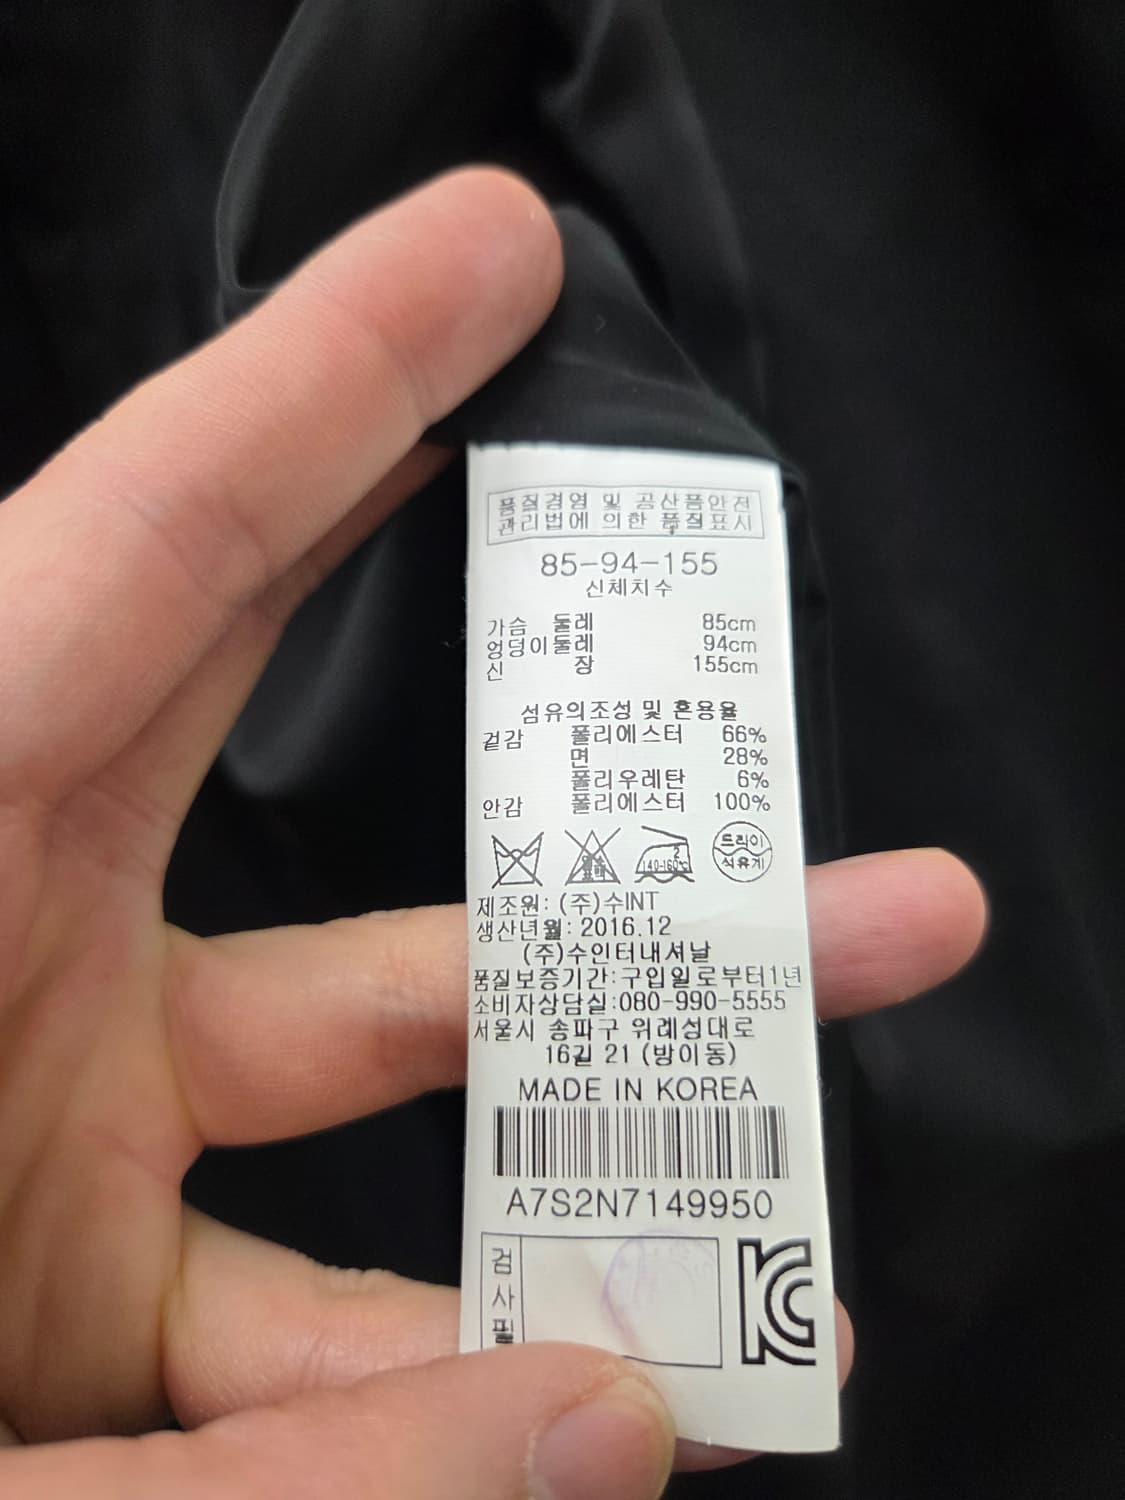 품질경영 및 공산품안전
관리법에 의한 품질표시
85-94-155
신체치수
가슴 둘레 85cm
엉덩이둘레 94cm
신 장 155cm
섬유의조성 및 혼용율
겉감 폴리에스터 66%
면 28%
폴리우레탄 6%
안감 폴리에스터 100%
2 140-160℃ 드라이 석유계
제조원: (주)수INT
생산년월: 2016.12
(주)수인터내셔날
품질보증기간:구입일로부터1년
소비자상담실:080-990-5555
서울시 송파구 위례성대로
16길 21 (방이동)
MADE IN KOREA
A7S2N7149950
검사필
KC